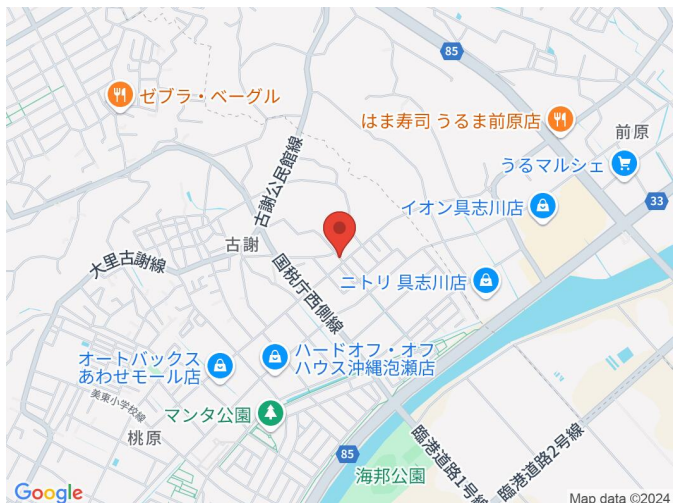 85
ゼブラ・ベーグル
はま寿司 うるま前原店
前原
うるマルシェ
33
イオン具志川店
古謝公民館線
古謝
大里古謝線
国税庁西側線
ニトリ 具志川店
オートバックス
あわせモール店
ハードオフ・オフ
ハウス沖縄泡瀬店
美東小学校線
マンタ公園
桃原
85
海邦公園
臨港道路1号線
臨港道路2号線
Google
Map data ©2024